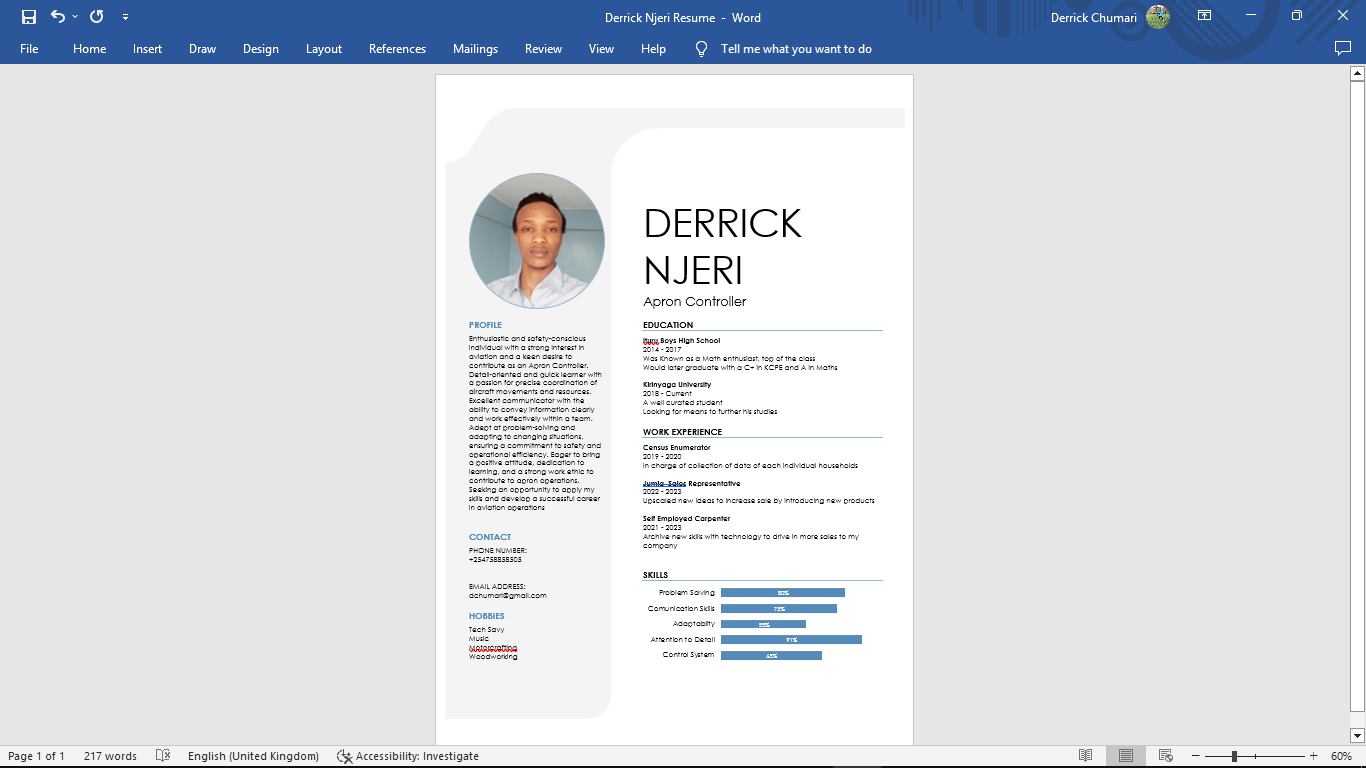 Derrick Njeri Resume - Word
Derrick Chumari
File Home Insert Draw Design Layout References Mailings Review View Help Tell me what you want to do
DERRICK
NJERI
Apron Controller
PROFILE
Enthusiastic and safety-conscious
individual with a strong interest in
aviation and a keen desire to
contribute as an Apron Controller.
Detail-oriented and quick learner with
a passion for precise coordination of
aircraft movements and resources.
Excellent communicator with the
ability to convey information clearly
and work effectively within a team.
Adept at problem-solving and
adapting to changing situations,
ensuring a commitment to safety and
operational efficiency. Eager to bring
a positive attitude, dedication to
learning, and a strong work ethic to
contribute to apron operations.
Seeking an opportunity to apply my
skills and develop a successful career
in aviation operations
CONTACT
PHONE NUMBER:
+254758858505
EMAIL ADDRESS:
dchumari@gmail.com
HOBBIES
Tech Savy
Music
Motorcrafting
Woodworking
EDUCATION
Boys High School
2014 - 2017
Was Known as a Math enthusiast, top of the class
Would later graduate with a C+ in KCPE and A in Maths
Kirinyaga University
2018 - Current
A well curated student
Looking for means to further his studies
WORK EXPERIENCE
Census Enumerator
2019 - 2020
In charge of collection of data of each individual households
Jumia Sales Representative
2022 - 2023
Upscaled new ideas to increase sale by introducing new products
Self Employed Carpenter
2021 - 2023
Archive new skills with technology to drive in more sales to my
company
SKILLS
Problem Solving 80%
Comunication Skills 75%
Adaptability 55%
Attention to Detail 91%
Control System 65%
Page 1 of 1 217 words English (United Kingdom) Accessibility: Investigate 60%